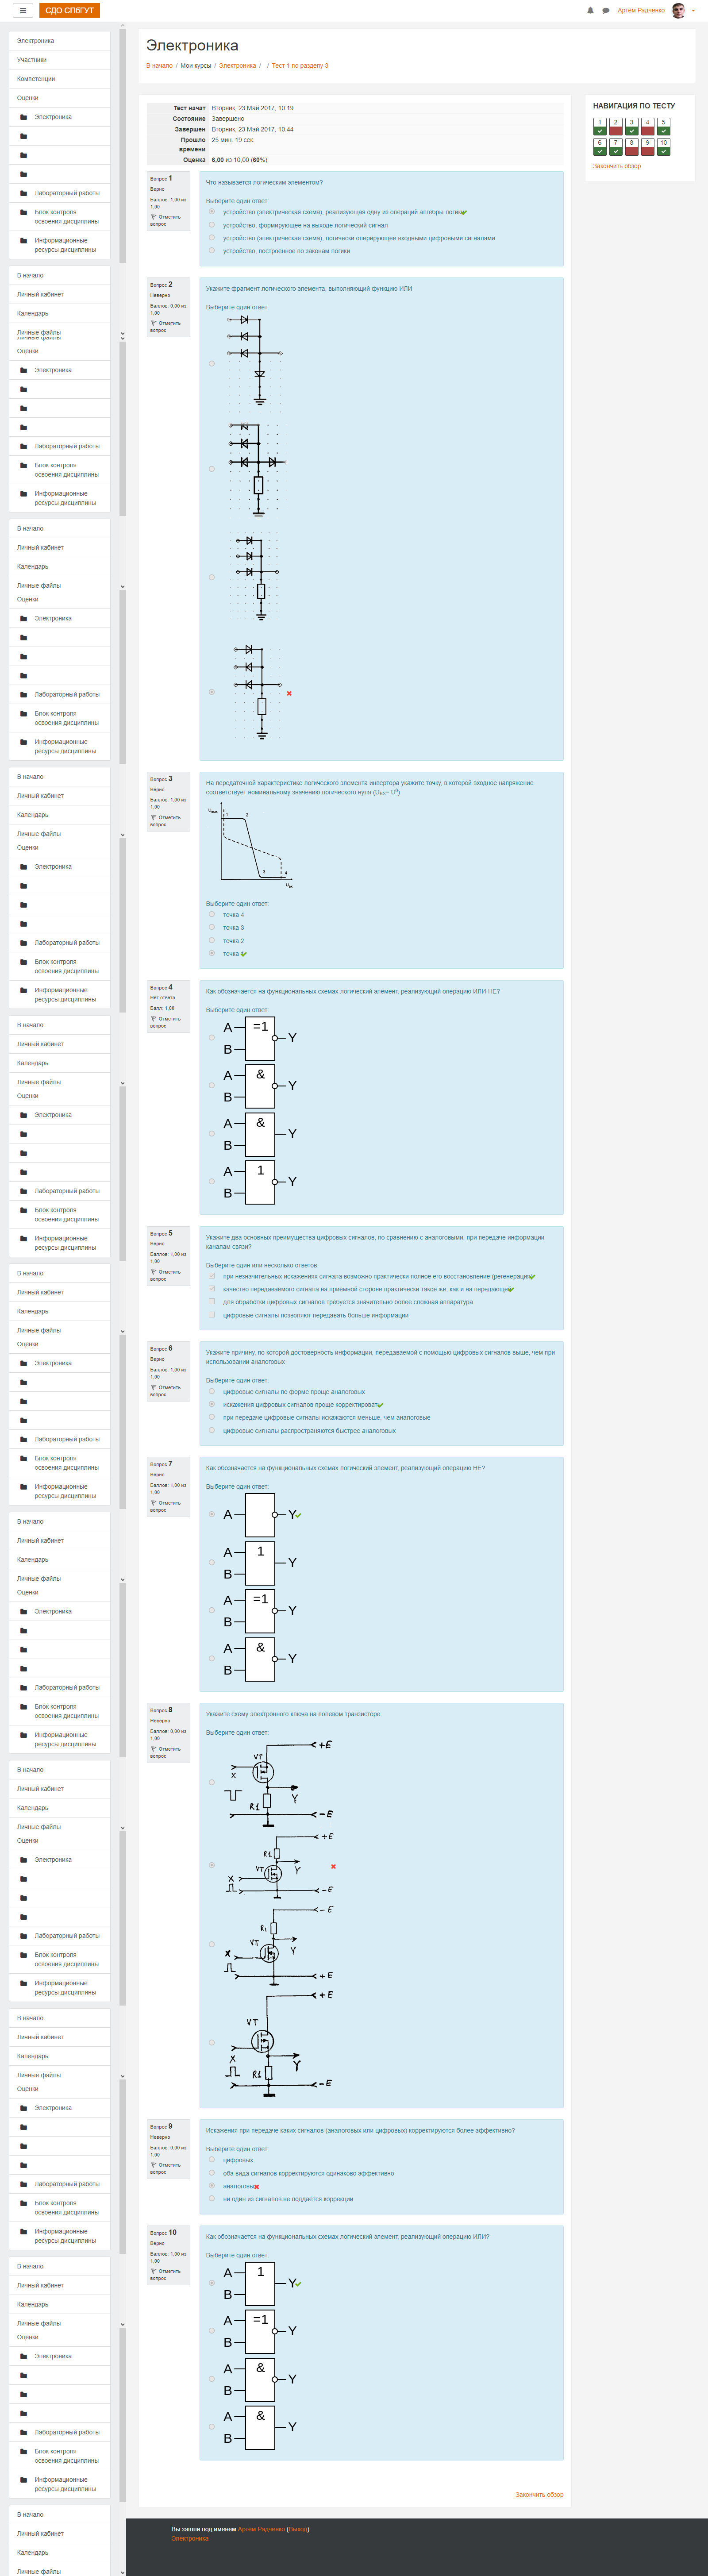 СДО СПбГУТ
Артём Радченко
Электроника
Участники
Компетенции
Оценки
Электроника
Лабораторный работы
Блок контроля
освоения дисциплины
Информационные
ресурсы дисциплины
В начало
Личный кабинет
Календарь
Личные файлы
Электроника
В начало / Мои курсы / Электроника / / Тест 1 по разделу 3
Тест начат Вторник, 23 Май 2017, 10:19
Состояние Завершено
Завершен Вторник, 23 Май 2017, 10:44
Прошло времени 25 мин. 19 сек.
Оценка 6,00 из 10,00 (60%)
НАВИГАЦИЯ ПО ТЕСТУ
1 2 3 4 5
6 7 8 9 10
Закончить обзор
Вопрос 1
Верно
Баллов: 1,00 из
1,00
Отметить
вопрос
Что называется логическим элементом?
Выберите один ответ:
устройство (электрическая схема), реализующая одну из операций алгебры логики
устройство, формирующее на выходе логический сигнал
устройство (электрическая схема), логически оперирующее входными цифровыми сигналами
устройство, построенное по законам логики
Вопрос 2
Неверно
Баллов: 0,00 из
1,00
Отметить
вопрос
Укажите фрагмент логического элемента, выполняющий функцию ИЛИ
Выберите один ответ:
Вопрос 3
Верно
Баллов: 1,00 из
1,00
Отметить
вопрос
На передаточной характеристике логического элемента инвертора укажите точку, в которой входное напряжение
соответствует номинальному значению логического нуля (UВХ= U0)
1 2 3 4
Выберите один ответ:
точка 4
точка 3
точка 2
точка 1
Вопрос 4
Нет ответа
Балл: 1,00
Отметить
вопрос
Как обозначается на функциональных схемах логический элемент, реализующий операцию ИЛИ-НЕ?
Выберите один ответ:
A B =1 Y
A B & Y
A B & Y
A B 1 Y
Вопрос 5
Верно
Баллов: 1,00 из
1,00
Отметить
вопрос
Укажите два основных преимущества цифровых сигналов, по сравнению с аналоговыми, при передаче информации
каналам связи?
Выберите один или несколько ответов:
при незначительных искажениях сигнала возможно практически полное его восстановление (регенерация)
качество передаваемого сигнала на приёмной стороне практически такое же, как и на передающей
для обработки цифровых сигналов требуется значительно более сложная аппаратура
цифровые сигналы позволяют передавать больше информации
Вопрос 6
Верно
Баллов: 1,00 из
1,00
Отметить
вопрос
Укажите причину, по которой достоверность информации, передаваемой с помощью цифровых сигналов выше, чем при
использовании аналоговых
Выберите один ответ:
цифровые сигналы по форме проще аналоговых
искажения цифровых сигналов проще корректировать
при передаче цифровые сигналы искажаются меньше, чем аналоговые
цифровые сигналы распространяются быстрее аналоговых
Вопрос 7
Верно
Баллов: 1,00 из
1,00
Отметить
вопрос
Как обозначается на функциональных схемах логический элемент, реализующий операцию НЕ?
Выберите один ответ:
A Y
A B 1 Y
A B =1 Y
A B & Y
Вопрос 8
Неверно
Баллов: 0,00 из
1,00
Отметить
вопрос
Укажите схему электронного ключа на полевом транзисторе
Выберите один ответ:
+E VT X Y R1 -E
+E R1 VT X Y -E
-E R1 VT X Y +E
+E VT X Y R1 -E
Вопрос 9
Неверно
Баллов: 0,00 из
1,00
Отметить
вопрос
Искажения при передаче каких сигналов (аналоговых или цифровых) корректируются более эффективно?
Выберите один ответ:
цифровых
оба вида сигналов корректируются одинаково эффективно
аналоговых
ни один из сигналов не поддаётся коррекции
Вопрос 10
Верно
Баллов: 1,00 из
1,00
Отметить
вопрос
Как обозначается на функциональных схемах логический элемент, реализующий операцию ИЛИ?
Выберите один ответ:
A B 1 Y
A B =1 Y
A B & Y
A B & Y
Закончить обзор
Вы зашли под именем Артём Радченко (Выход)
Электроника